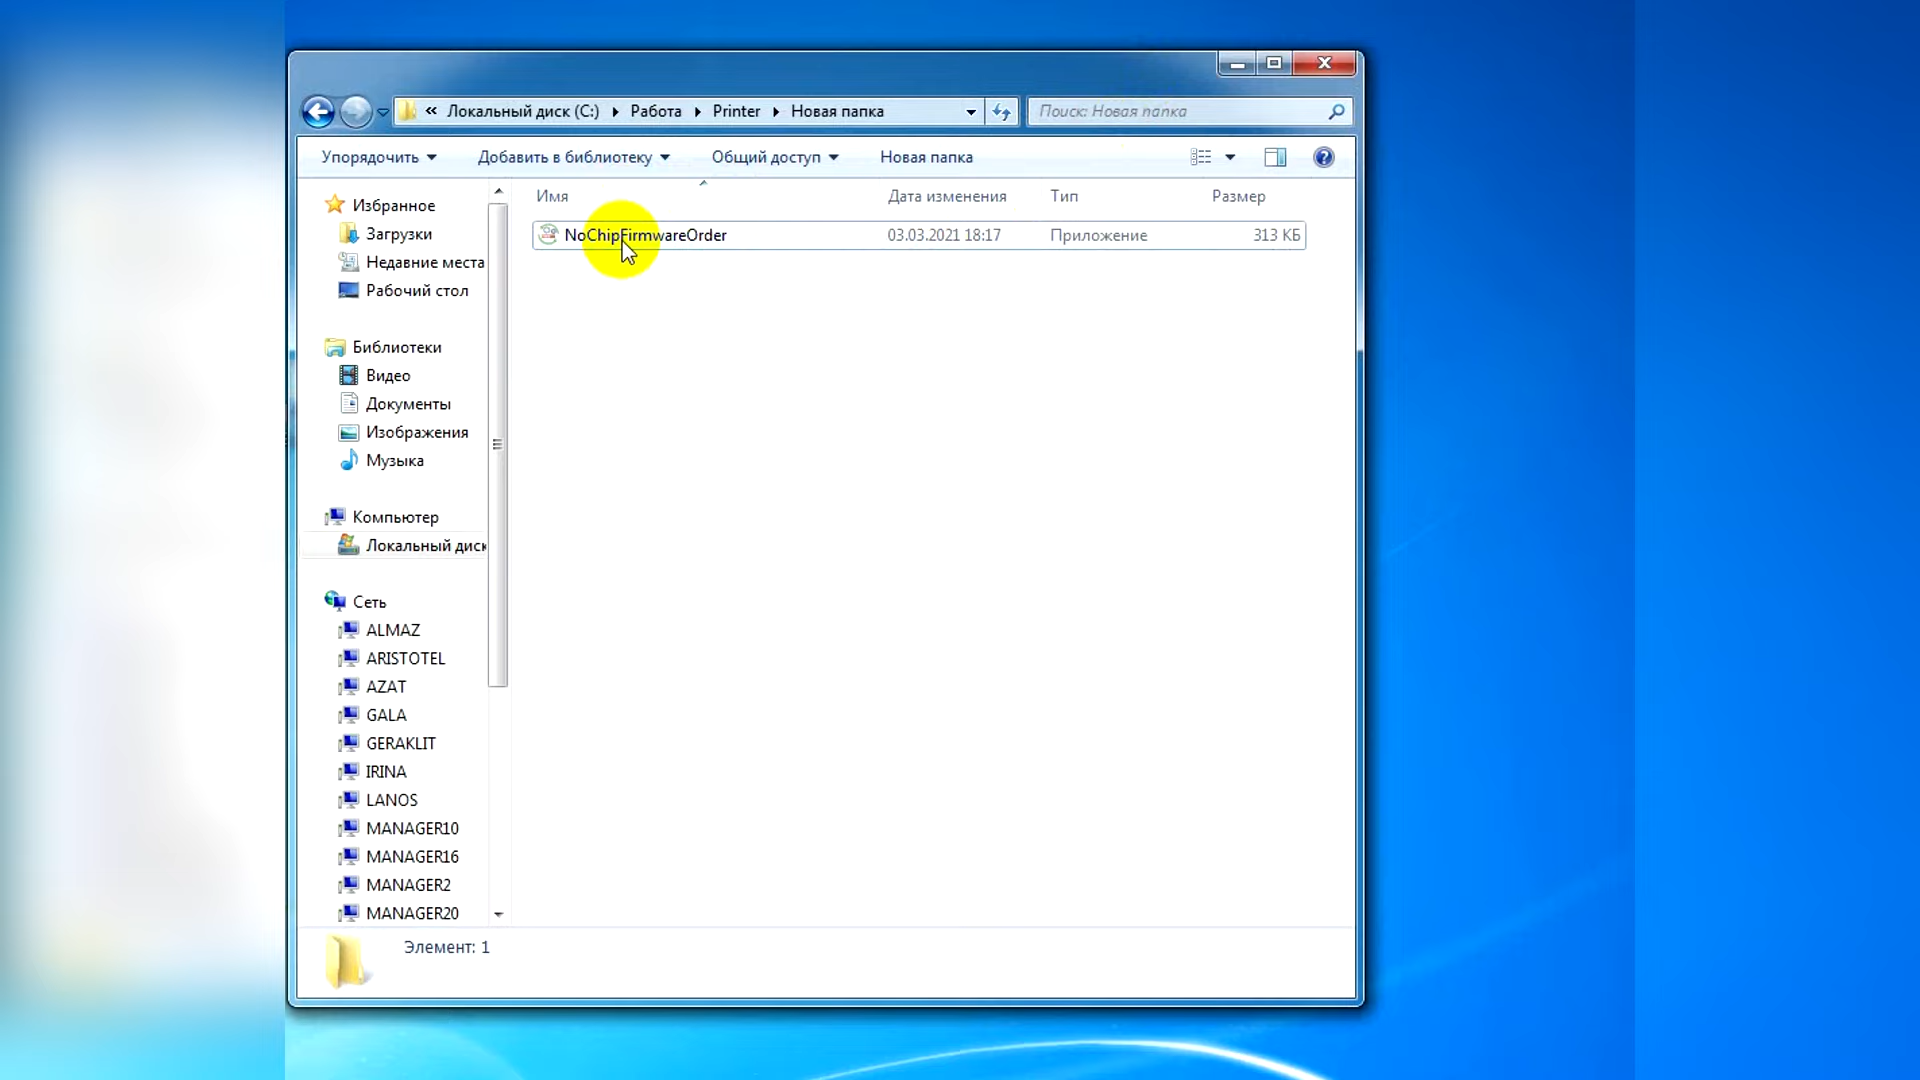 « Локальный диск (C:) Работа Printer Новая папка
Поиск: Новая папка
Упорядочить Добавить в библиотеку Общий доступ Новая папка
Имя Дата изменения Тип Размер
NoChipFirmwareOrder 03.03.2021 18:17 Приложение 313 КБ
Избранное
Загрузки
Недавние места
Рабочий стол
Библиотеки
Видео
Документы
Изображения
Музыка
Компьютер
Локальный диск
Сеть
ALMAZ
ARISTOTEL
AZAT
GALA
GERAKLIT
IRINA
LANOS
MANAGER10
MANAGER16
MANAGER2
MANAGER20
Элемент: 1